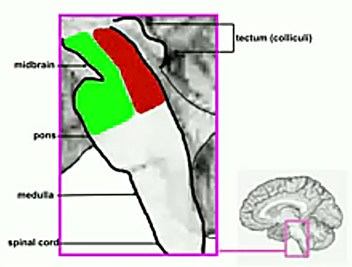 tectum (colliculi)
midbrain
pons
medulla
spinal cord